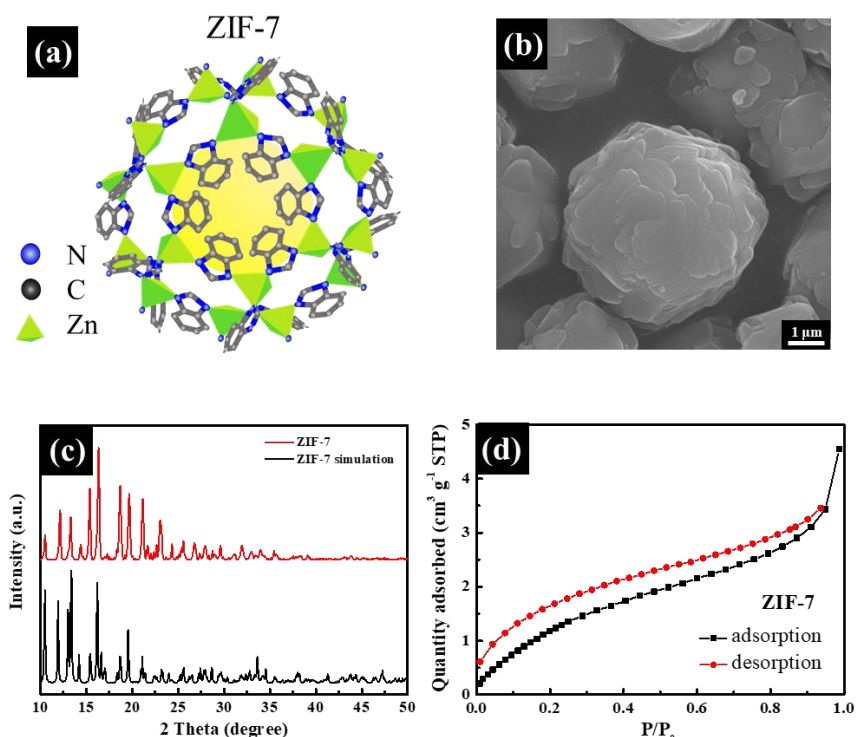 (a)
ZIF-7
N
C
Zn
(b)
1 μm
(c)
ZIF-7
ZIF-7 simulation
Intensity (a.u.)
10 15 20 25 30 35 40 45 50
2 Theta (degree)
(d)
Quantity adsorbed (cm³ g⁻¹ STP)
5
4
3
2
1
0
ZIF-7
adsorption
desorption
0.0 0.2 0.4 0.6 0.8 1.0
P/P₀